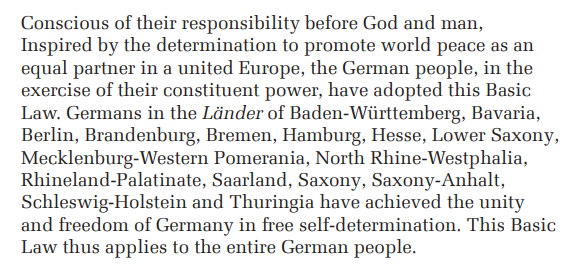 Conscious of their responsibility before God and man,
Inspired by the determination to promote world peace as an
equal partner in a united Europe, the German people, in the
exercise of their constituent power, have adopted this Basic
Law. Germans in the Länder of Baden-Württemberg, Bavaria,
Berlin, Brandenburg, Bremen, Hamburg, Hesse, Lower Saxony,
Mecklenburg-Western Pomerania, North Rhine-Westphalia,
Rhineland-Palatinate, Saarland, Saxony, Saxony-Anhalt,
Schleswig-Holstein and Thuringia have achieved the unity
and freedom of Germany in free self-determination. This Basic
Law thus applies to the entire German people.